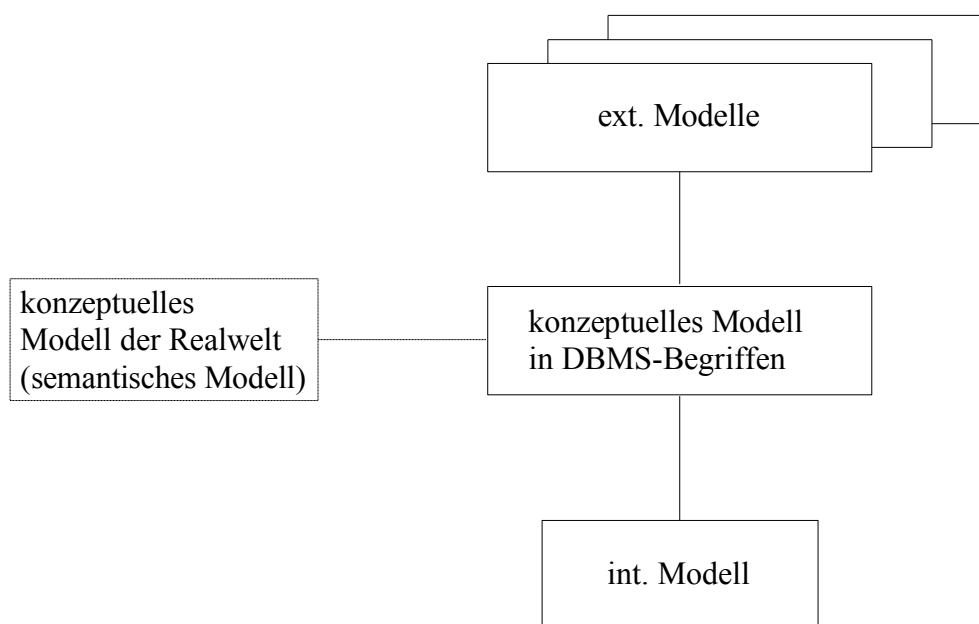 ext. Modelle
konzeptuelles
Modell der Realwelt
(semantisches Modell)
konzeptuelles Modell
in DBMS-Begriffen
int. Modell